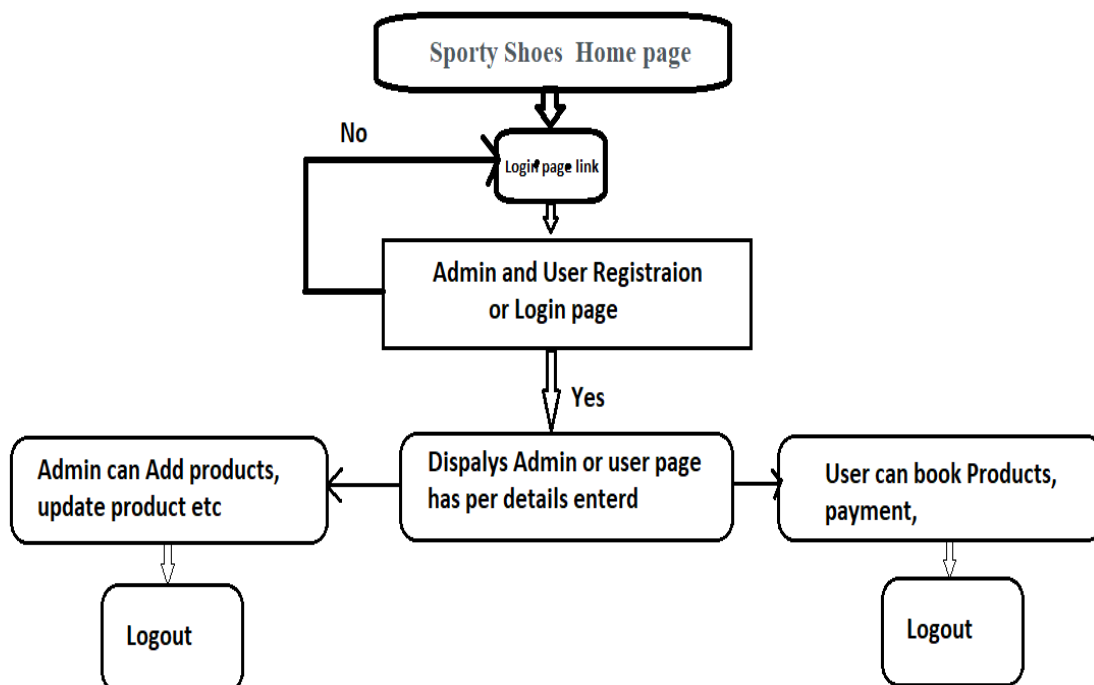 Sporty Shoes Home page
No
Login page link
Admin and User Registraion
or Login page
Yes
Admin can Add products,
update product etc
Dispalys Admin or user page
has per details enterd
User can book Products,
payment,
Logout
Logout